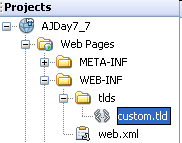 Projects
AJDay7_7
Web Pages
META-INF
WEB-INF
tlds
custom.tld
web.xml